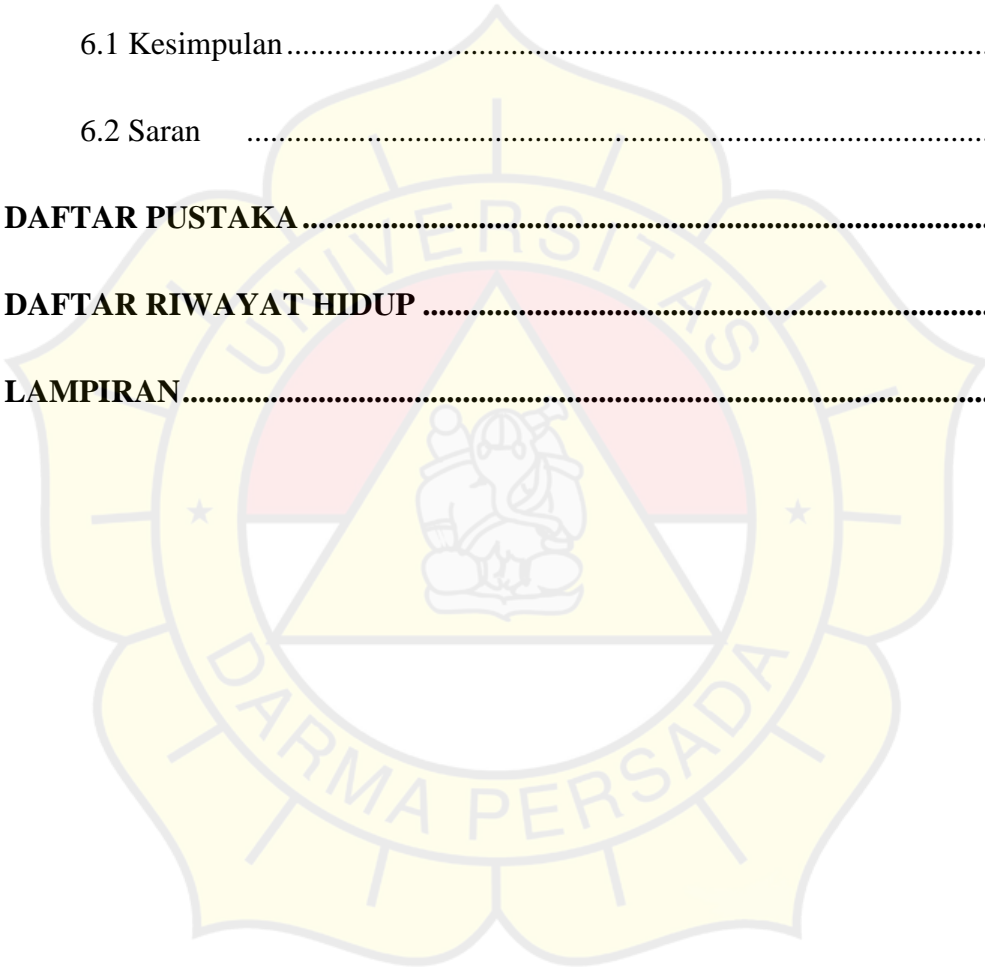 6.1 Kesimpulan..........................................................................................
6.2 Saran ..........................................................................................
DAFTAR PUSTAKA..........................................................................................
DAFTAR RIWAYAT HIDUP ..........................................................................................
LAMPIRAN..........................................................................................
UNIVERSITAS
DARMA PERSADA